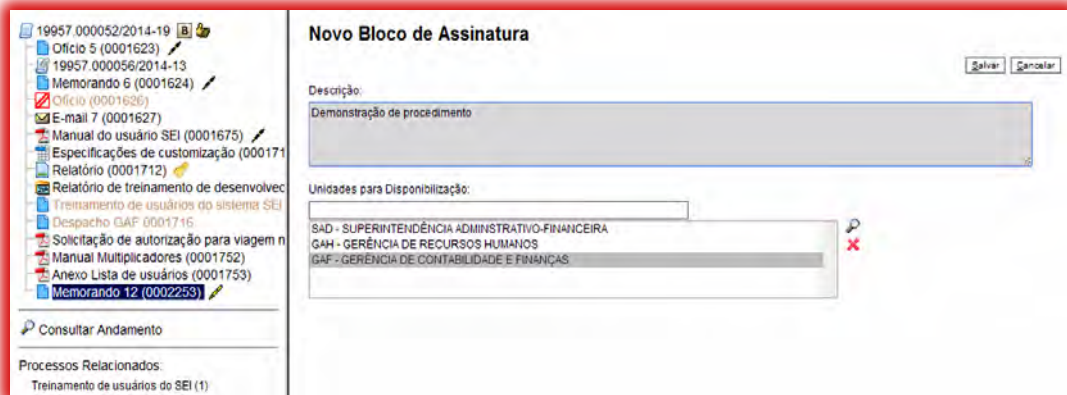 19957.000052/2014-19 B
Ofício 5 (0001623)
19957.000056/2014-13
Memorando 6 (0001624)
Ofício (0001626)
E-mail 7 (0001627)
Manual do usuário SEI (0001675)
Especificações de customização (000171
Relatório (0001712)
Relatório de treinamento de desenvolvec
Treinamento de usuários do sistema SEI
Despacho GAF 0001716
Solicitação de autorização para viagem n
Manual Multiplicadores (0001752)
Anexo Lista de usuários (0001753)
Memorando 12 (0002253)
Consultar Andamento
Processos Relacionados:
Treinamento de usuários do SEI (1)
Novo Bloco de Assinatura
Salvar Cancelar
Descrição:
Demonstração de procedimento
Unidades para Disponibilização:
SAD - SUPERINTENDÊNCIA ADMINSTRATIVO-FINANCEIRA
GAH - GERÊNCIA DE RECURSOS HUMANOS
GAF - GERÊNCIA DE CONTABILIDADE E FINANÇAS